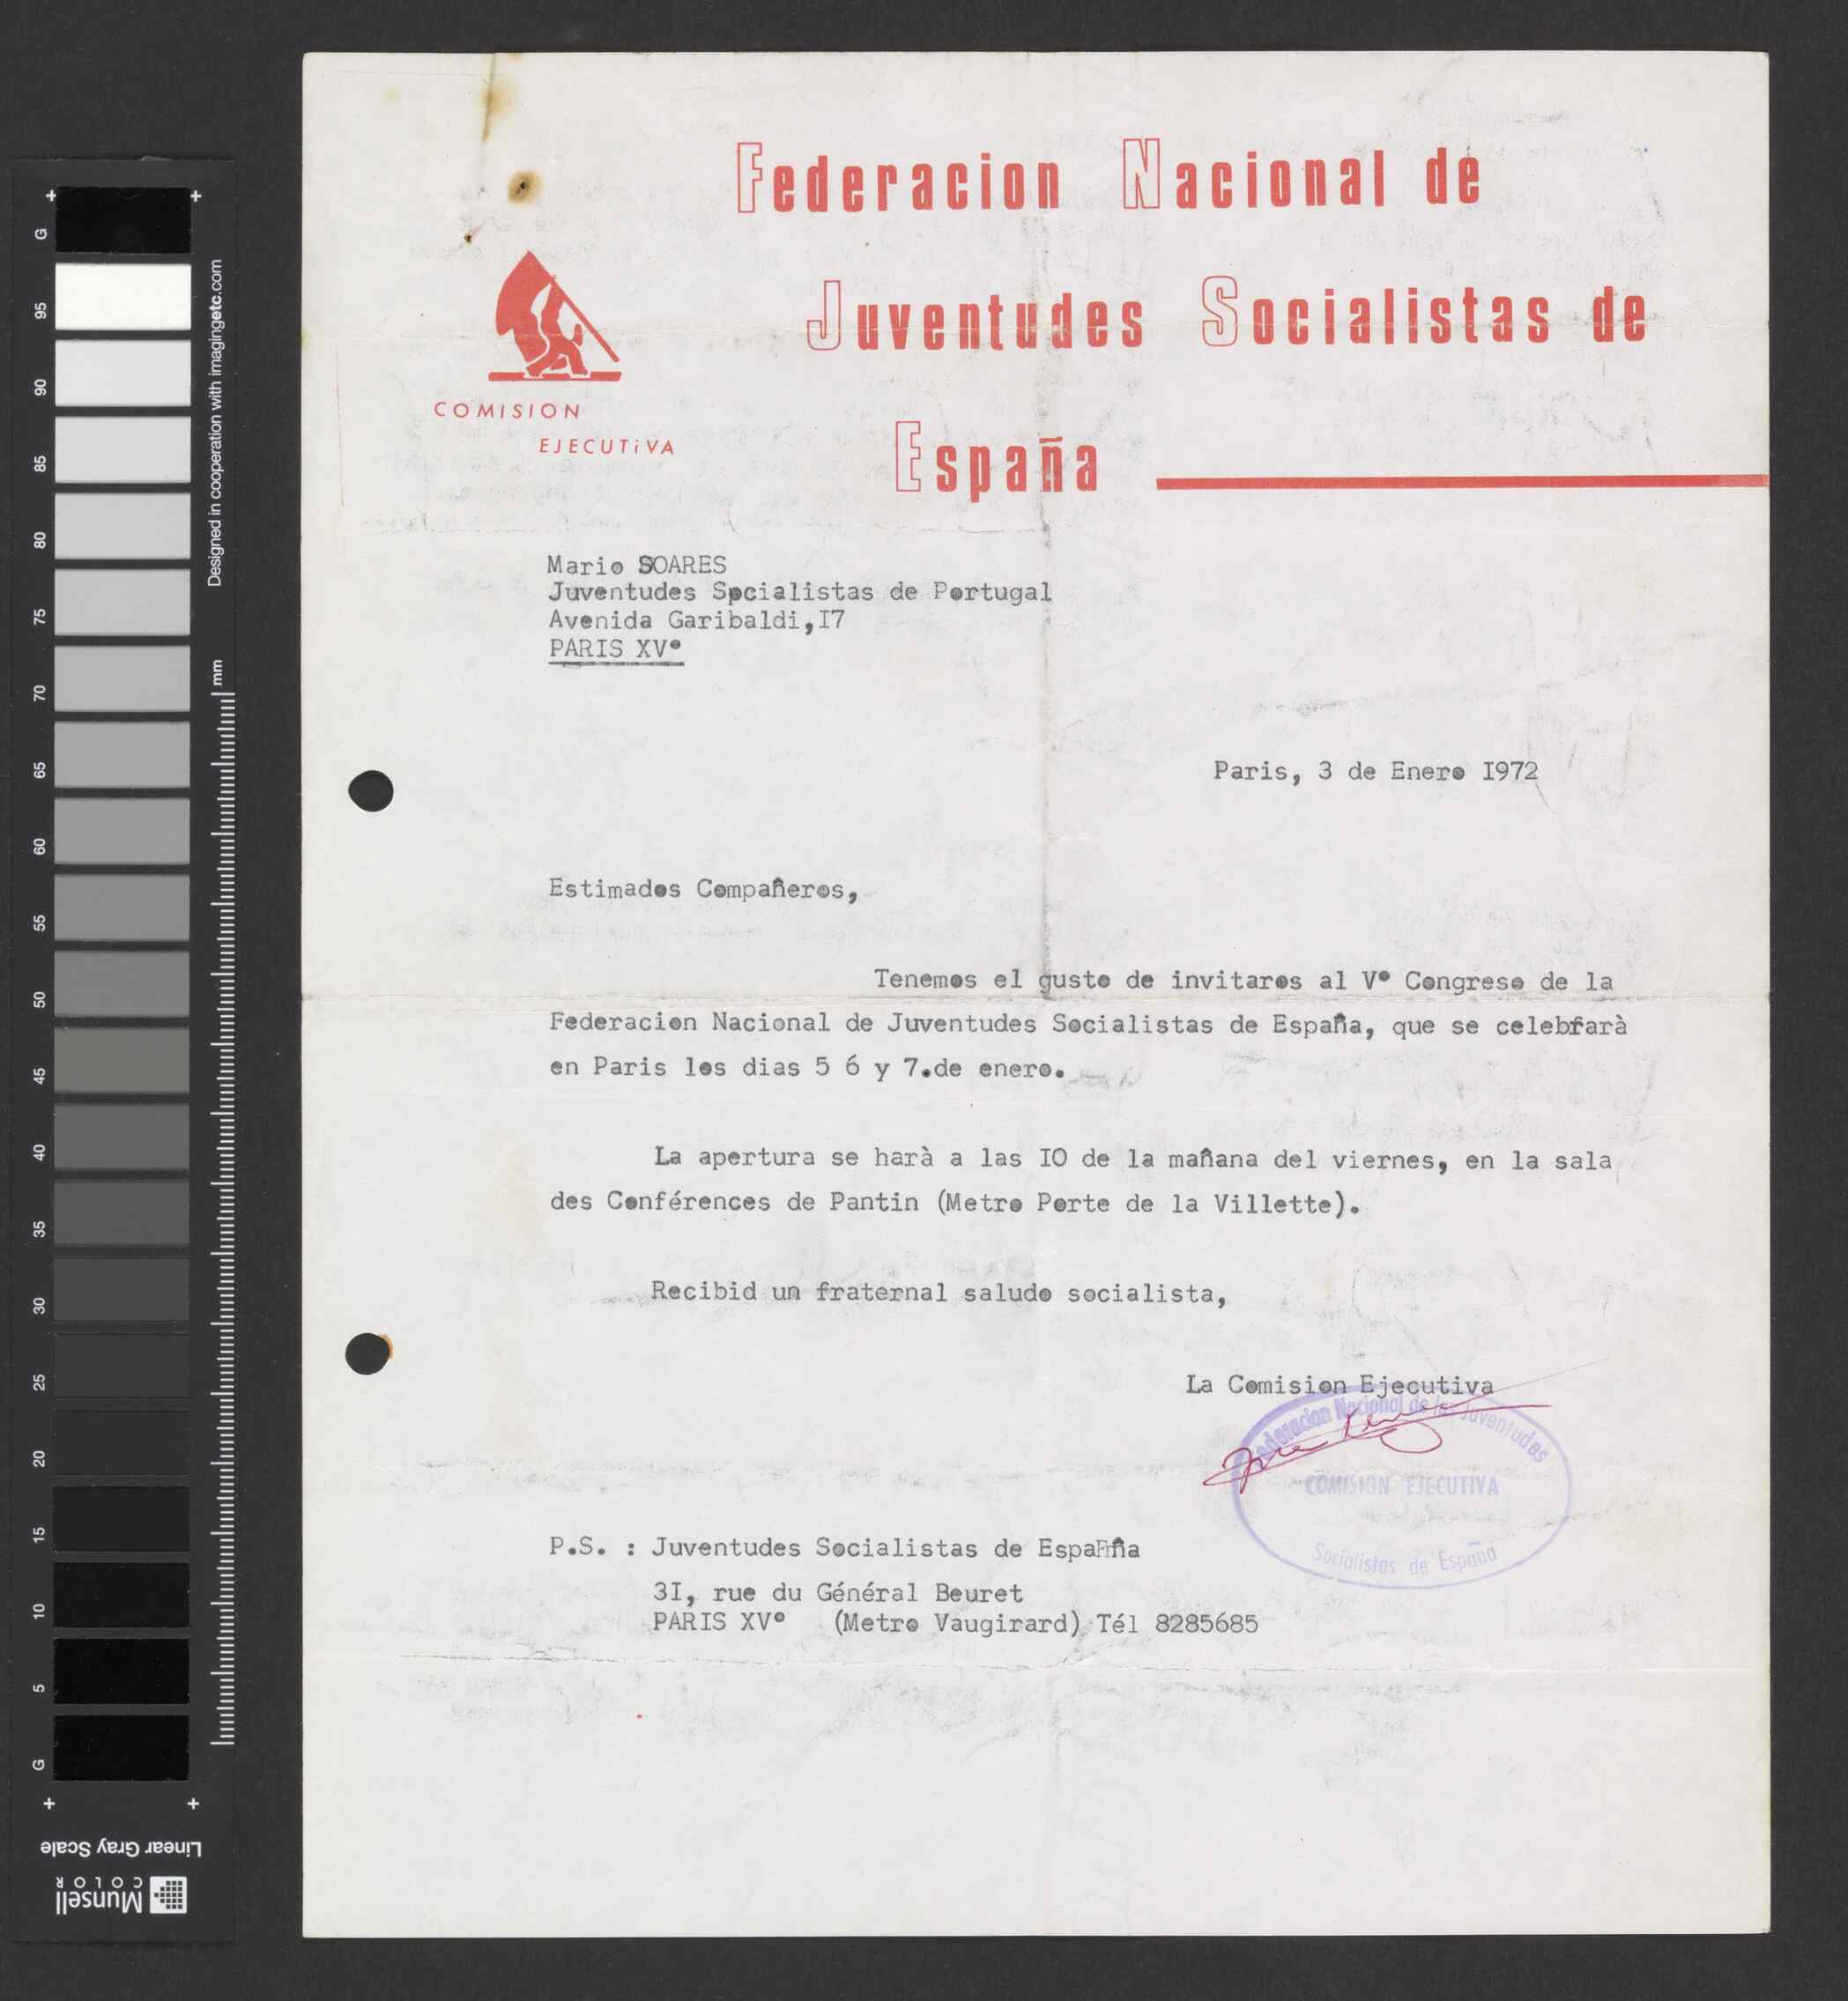 Federacion Nacional de
Juventudes Socialistas de
España
COMISION
EJECUTiVA
Mario SOARES
Juventudes Socialistas de Portugal
Avenida Garibaldi,I7
PARIS XVº
Paris, 3 de Enero I972
Estimados Compañeros,
Tenemos el gusto de invitaros al Vº Congreso de la
Federacion Nacional de Juventudes Socialistas de España, que se celebrarà
en Paris los dias 5 6 y 7.de enero.
La apertura se harà a las IO de la mañana del viernes, en la sala
des Conférences de Pantin (Metro Porte de la Villette).
Recibid un fraternal saludo socialista,
La Comision Ejecutiva
Federacion Nacional de las Juventudes
COMISION EJECUTIVA
Socialistas de España
P.S. : Juventudes Socialistas de España
3I, rue du Général Beuret
PARIS XVº (Metro Vaugirard) Tél 8285685
G
95
90
85
80
75
70
65
60
55
50
45
40
35
30
25
20
15
10
5
G
Designed in cooperation with imagingetc.com
mm
Linear Gray Scale
Munsell
COLOR